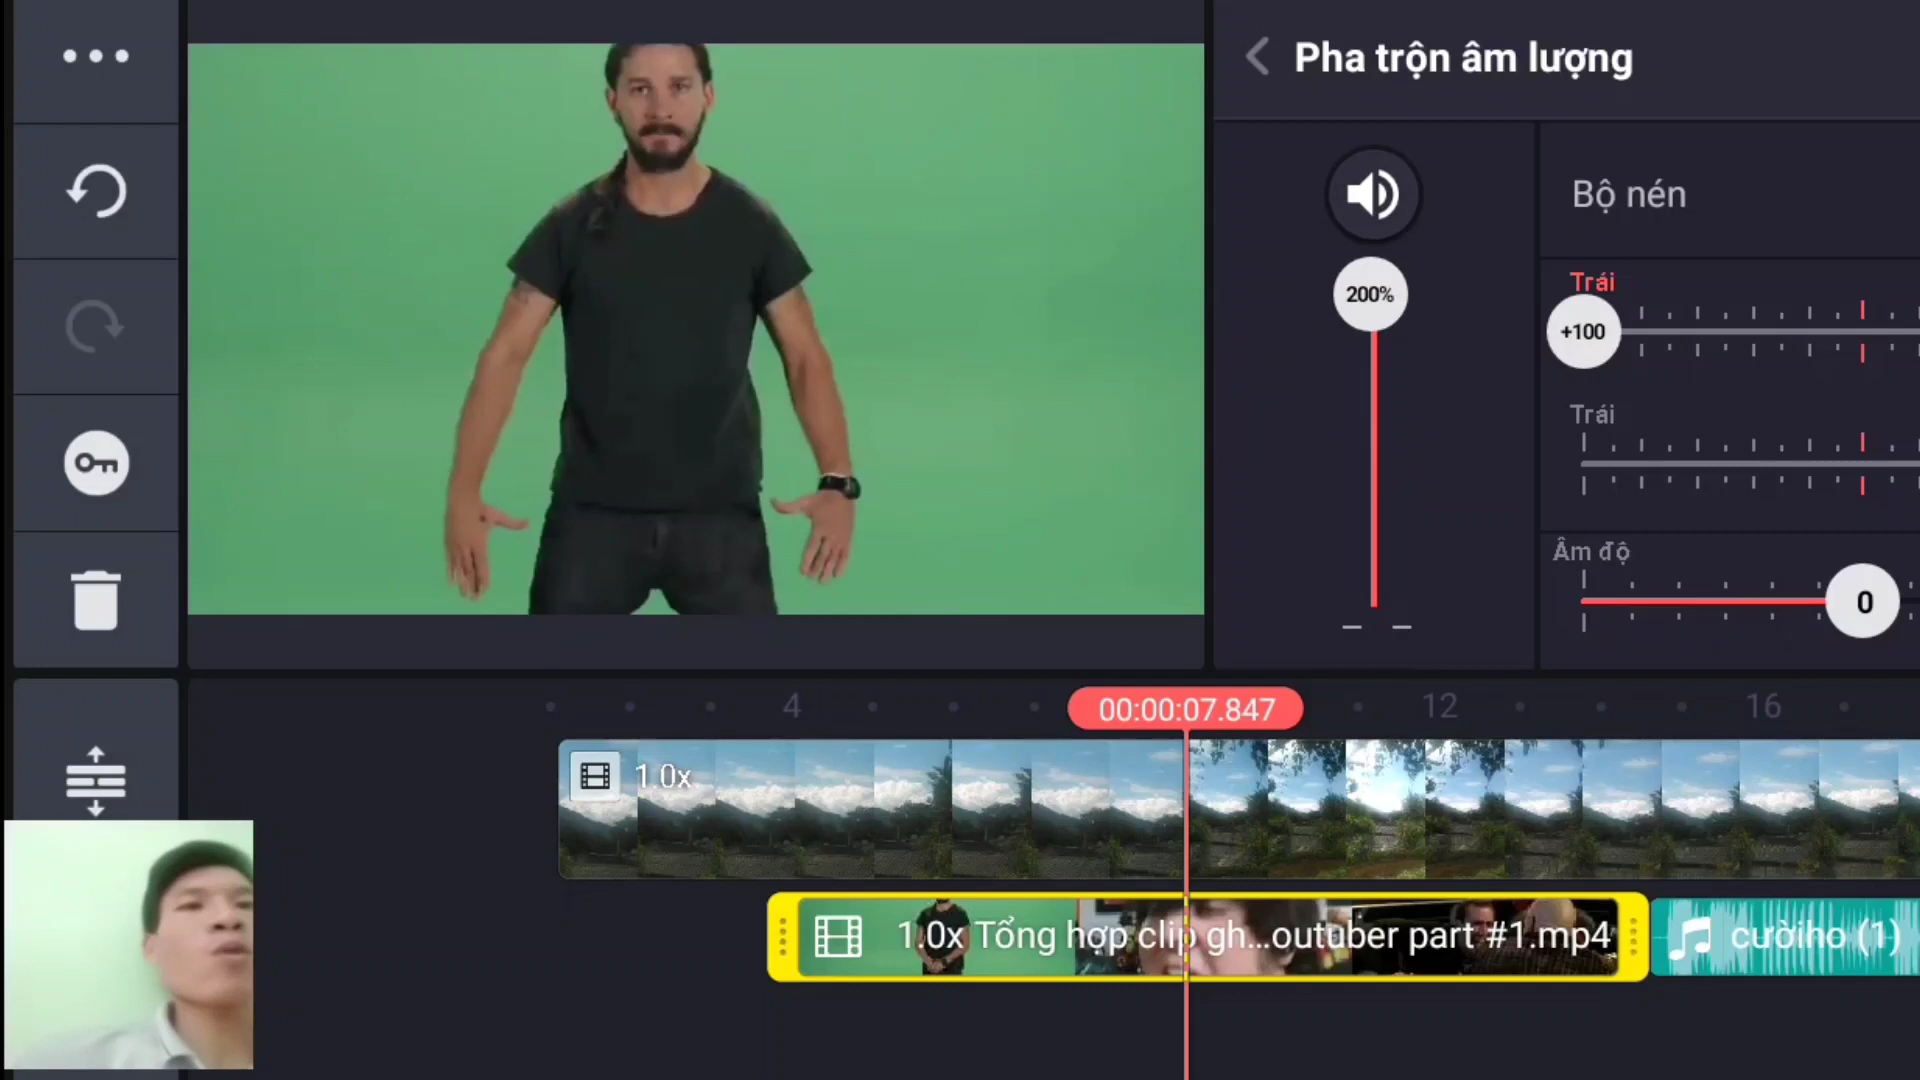 Pha trộn âm lượng
Bộ nén
200%
Trái
+100
Trái
Âm độ
0
4
00:00:07.847
12
16
1.0x
1.0x Tổng hợp clip gh...outuber part #1.mp4
cườiho (1)